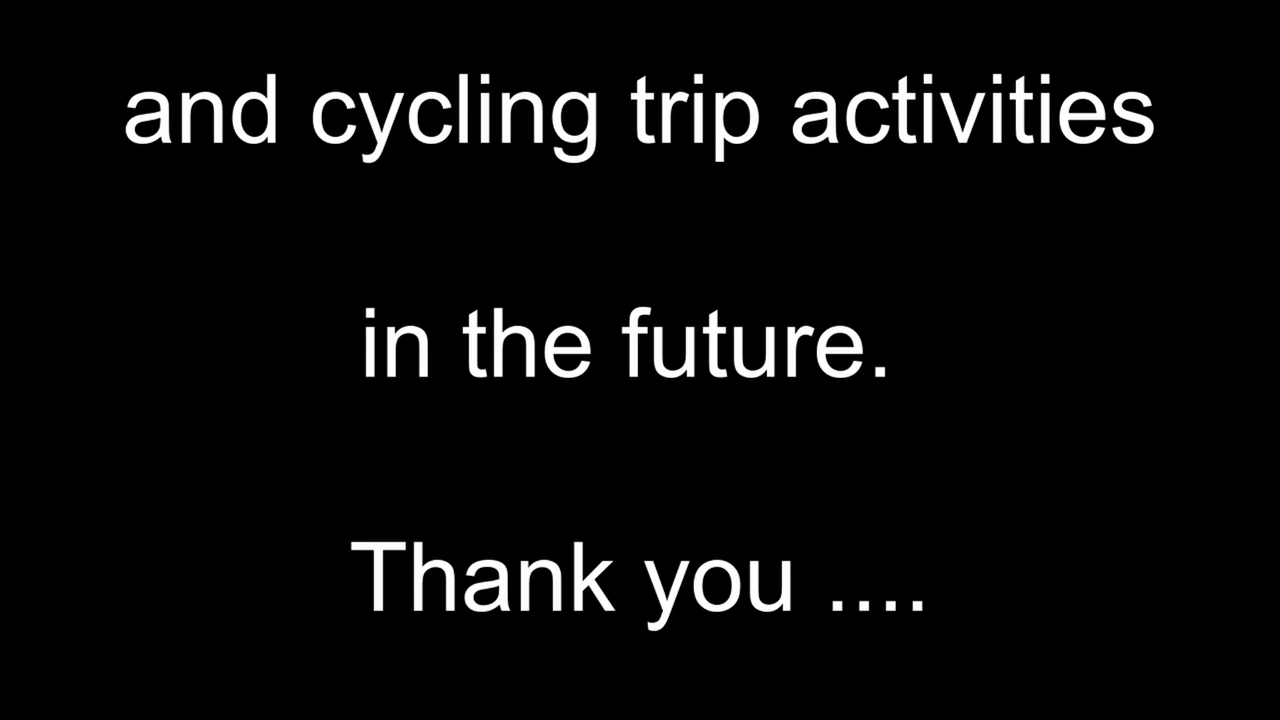 and cycling trip activities
in the future.
Thank you ....